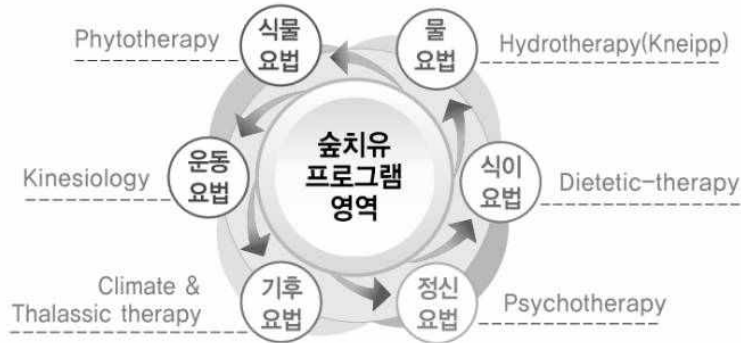 Phytotherapy
식물
요법
물
요법
Hydrotherapy(Kneipp)
숲치유
프로그램
영역
Kinesiology
운동
요법
식이
요법
Dietetic-therapy
Climate &
Thalassic therapy
기후
요법
정신
요법
Psychotherapy